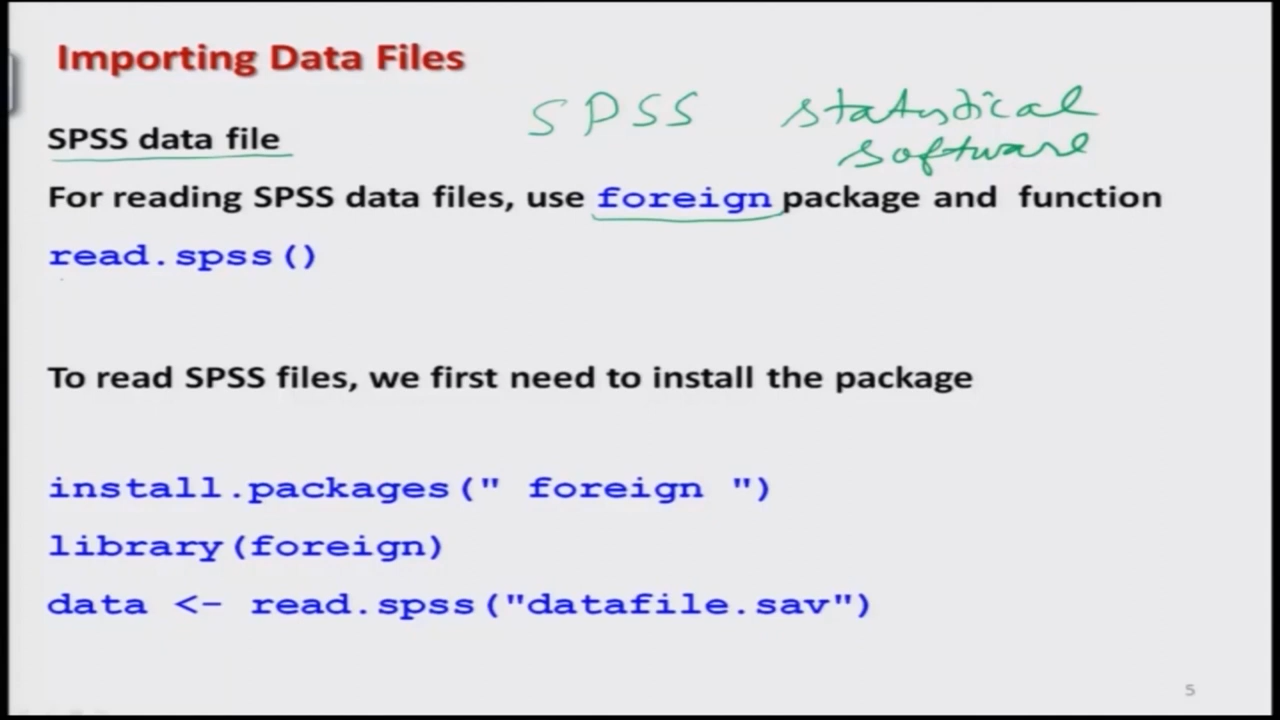 Importing Data Files
SPSS statistical
software
SPSS data file
For reading SPSS data files, use foreign package and function
read.spss()
To read SPSS files, we first need to install the package
install.packages(" foreign ")
library(foreign)
data <- read.spss("datafile.sav")
5